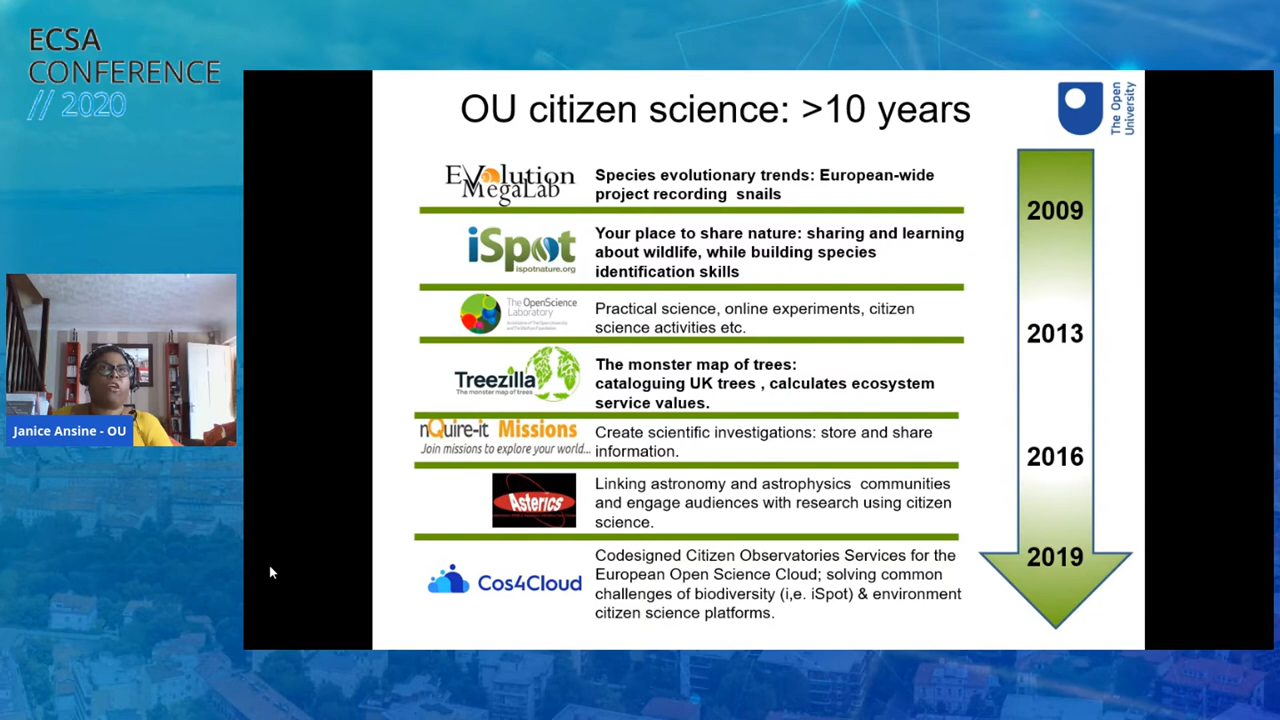 ECSA
CONFERENCE
// 2020
OU citizen science: >10 years
The Open
University
EVolution
MegaLab
Species evolutionary trends: European-wide
project recording snails
2009
iSpot
ispotnature.org
Your place to share nature: sharing and learning
about wildlife, while building species
identification skills
The OpenScience
Laboratory
Practical science, online experiments, citizen
science activities etc.
2013
Treezilla
The monster map of trees
The monster map of trees:
cataloguing UK trees , calculates ecosystem
service values.
nQuire-it Missions
Join missions to explore your world...
Create scientific investigations: store and share
information.
2016
Asterics
Linking astronomy and astrophysics communities
and engage audiences with research using citizen
science.
2019
Cos4Cloud
Codesigned Citizen Observatories Services for the
European Open Science Cloud; solving common
challenges of biodiversity (i,e. iSpot) & environment
citizen science platforms.
Janice Ansine - OU